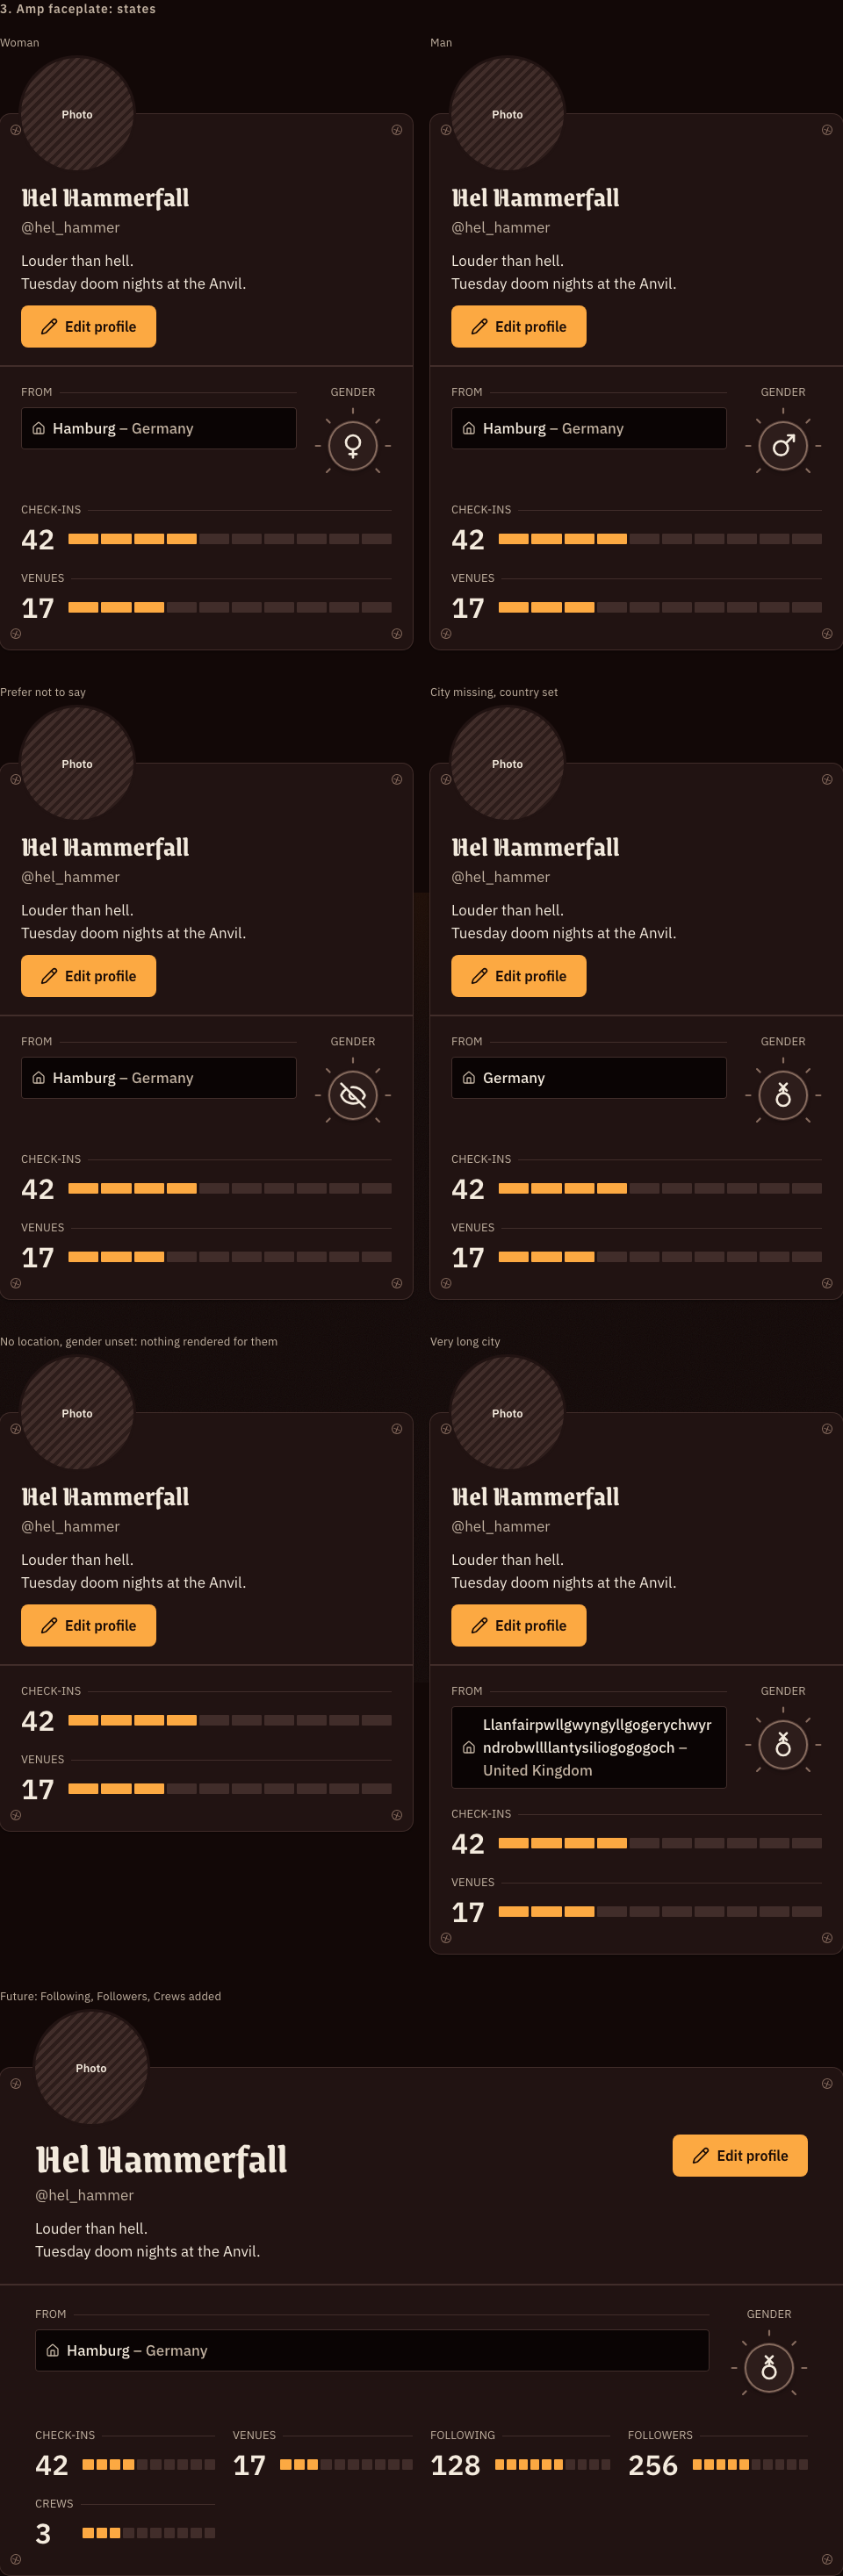 3. Amp faceplate: states
Woman
Photo
Hel Hammerfall
@hel_hammer
Louder than hell.
Tuesday doom nights at the Anvil.
Edit profile
FROM
GENDER
Hamburg – Germany
CHECK-INS
42
VENUES
17
Man
Photo
Hel Hammerfall
@hel_hammer
Louder than hell.
Tuesday doom nights at the Anvil.
Edit profile
FROM
GENDER
Hamburg – Germany
CHECK-INS
42
VENUES
17
Prefer not to say
Photo
Hel Hammerfall
@hel_hammer
Louder than hell.
Tuesday doom nights at the Anvil.
Edit profile
FROM
GENDER
Hamburg – Germany
CHECK-INS
42
VENUES
17
City missing, country set
Photo
Hel Hammerfall
@hel_hammer
Louder than hell.
Tuesday doom nights at the Anvil.
Edit profile
FROM
GENDER
Germany
CHECK-INS
42
VENUES
17
No location, gender unset: nothing rendered for them
Photo
Hel Hammerfall
@hel_hammer
Louder than hell.
Tuesday doom nights at the Anvil.
Edit profile
CHECK-INS
42
VENUES
17
Very long city
Photo
Hel Hammerfall
@hel_hammer
Louder than hell.
Tuesday doom nights at the Anvil.
Edit profile
FROM
GENDER
Llanfairpwllgwyngyllgogerychwyr
ndrobwllllantysiliogogogoch –
United Kingdom
CHECK-INS
42
VENUES
17
Future: Following, Followers, Crews added
Photo
Hel Hammerfall
Edit profile
@hel_hammer
Louder than hell.
Tuesday doom nights at the Anvil.
FROM
GENDER
Hamburg – Germany
CHECK-INS
42
VENUES
17
FOLLOWING
128
FOLLOWERS
256
CREWS
3